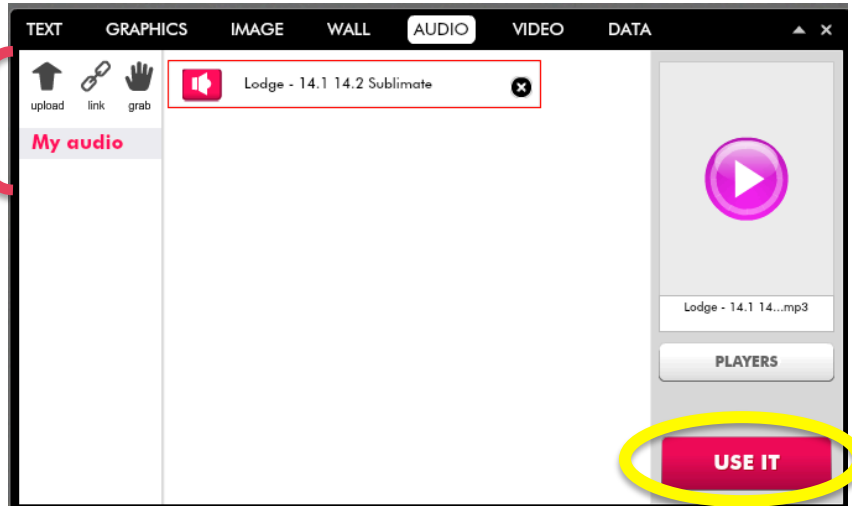 TEXT GRAPHICS IMAGE WALL AUDIO VIDEO DATA
upload link grab
My audio
Lodge - 14.1 14.2 Sublimate
Lodge - 14.1 14...mp3
PLAYERS
USE IT